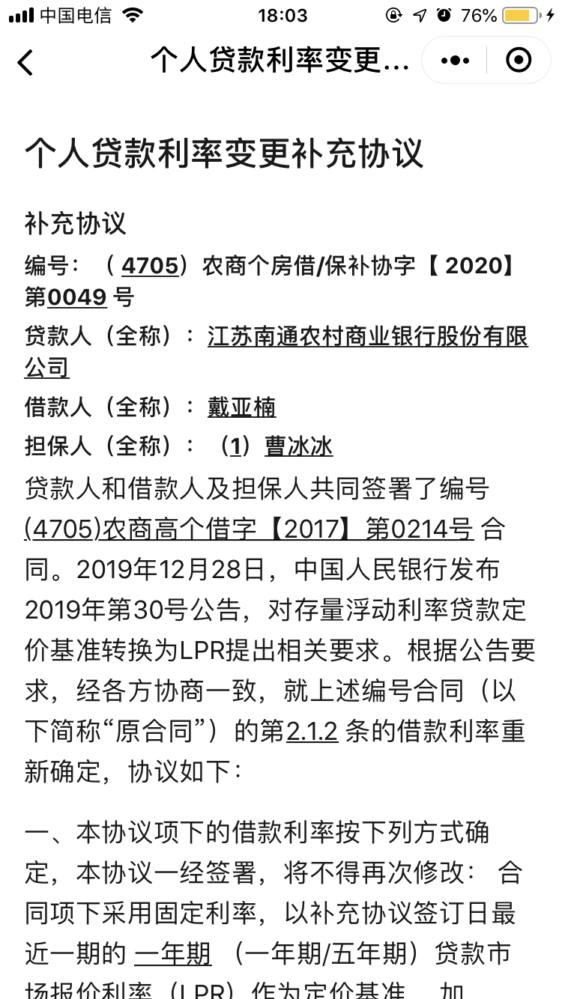 中国电信 18:03 76%
个人贷款利率变更...
个人贷款利率变更补充协议
补充协议
编号：（ 4705）农商个房借/保补协字【 2020】
第0049 号
贷款人（全称）： 江苏南通农村商业银行股份有限
公司
借款人（全称）： 戴亚楠
担保人（全称）： （1）曹冰冰
贷款人和借款人及担保人共同签署了编号
(4705)农商高个借字【2017】第0214号 合
同。2019年12月28日，中国人民银行发布
2019年第30号公告，对存量浮动利率贷款定
价基准转换为LPR提出相关要求。根据公告要
求，经各方协商一致，就上述编号合同（以
下简称“原合同”）的第2.1.2 条的借款利率重
新确定，协议如下：
一、本协议项下的借款利率按下列方式确
定，本协议一经签署，将不得再次修改： 合
同项下采用固定利率，以补充协议签订日最
近一期的 一年期 （一年期/五年期）贷款市
场报价利率（LPR）作为定价基准， 加